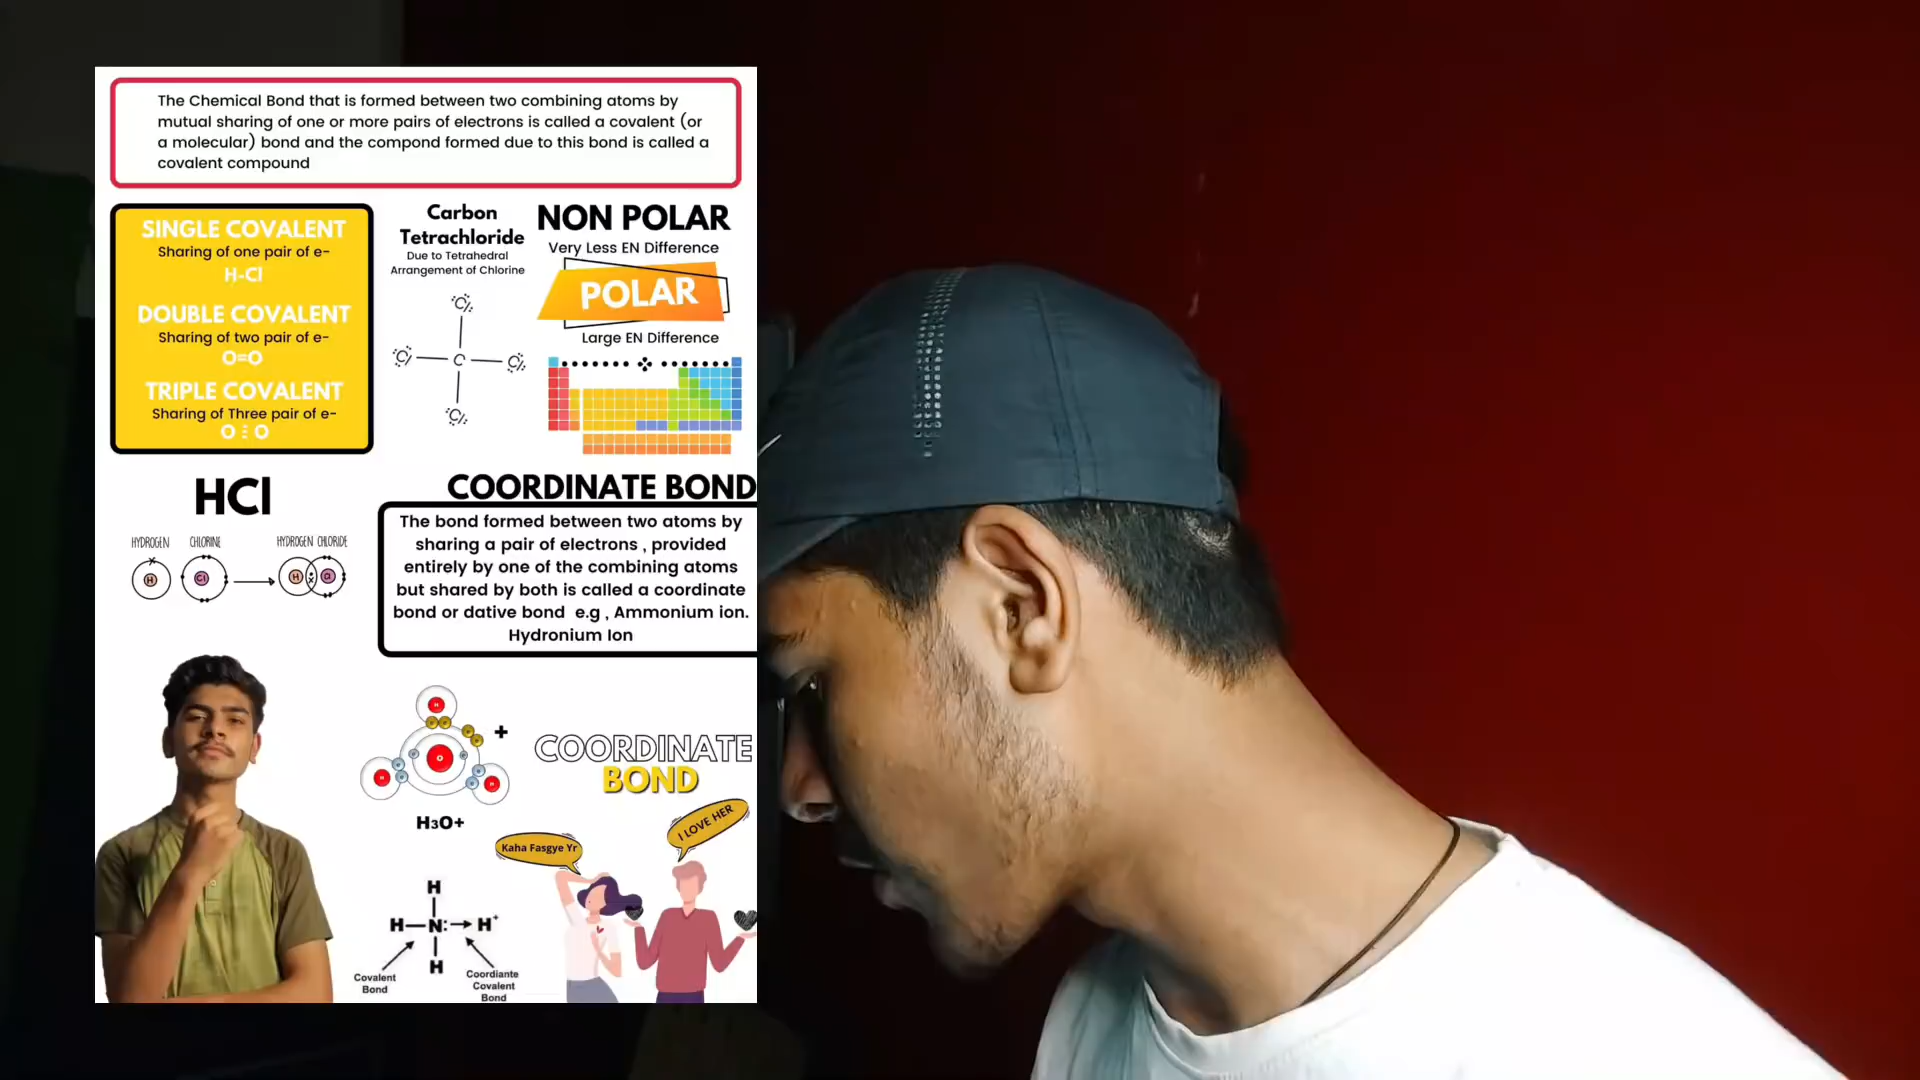 The Chemical Bond that is formed between two combining atoms by
mutual sharing of one or more pairs of electrons is called a covalent (or
a molecular) bond and the compond formed due to this bond is called a
covalent compound
SINGLE COVALENT
Sharing of one pair of e-
H-Cl
DOUBLE COVALENT
Sharing of two pair of e-
O=O
TRIPLE COVALENT
Sharing of Three pair of e-
O⋮O
Carbon
Tetrachloride
Due to Tetrahedral
Arrangement of Chlorine
Cl
Cl C Cl
Cl
NON POLAR
Very Less EN Difference
POLAR
Large EN Difference
HCl
HYDROGEN CHLORINE HYDROGEN CHLORIDE
H Cl H Cl
COORDINATE BOND
The bond formed between two atoms by
sharing a pair of electrons , provided
entirely by one of the combining atoms
but shared by both is called a coordinate
bond or dative bond e.g , Ammonium ion.
Hydronium Ion
H
+
O
H H
H3O+
COORDINATE
BOND
I LOVE HER
Kaha Fasgye Yr
H
H—N:→H+
H
Covalent
Bond
Coordiante
Covalent
Bond